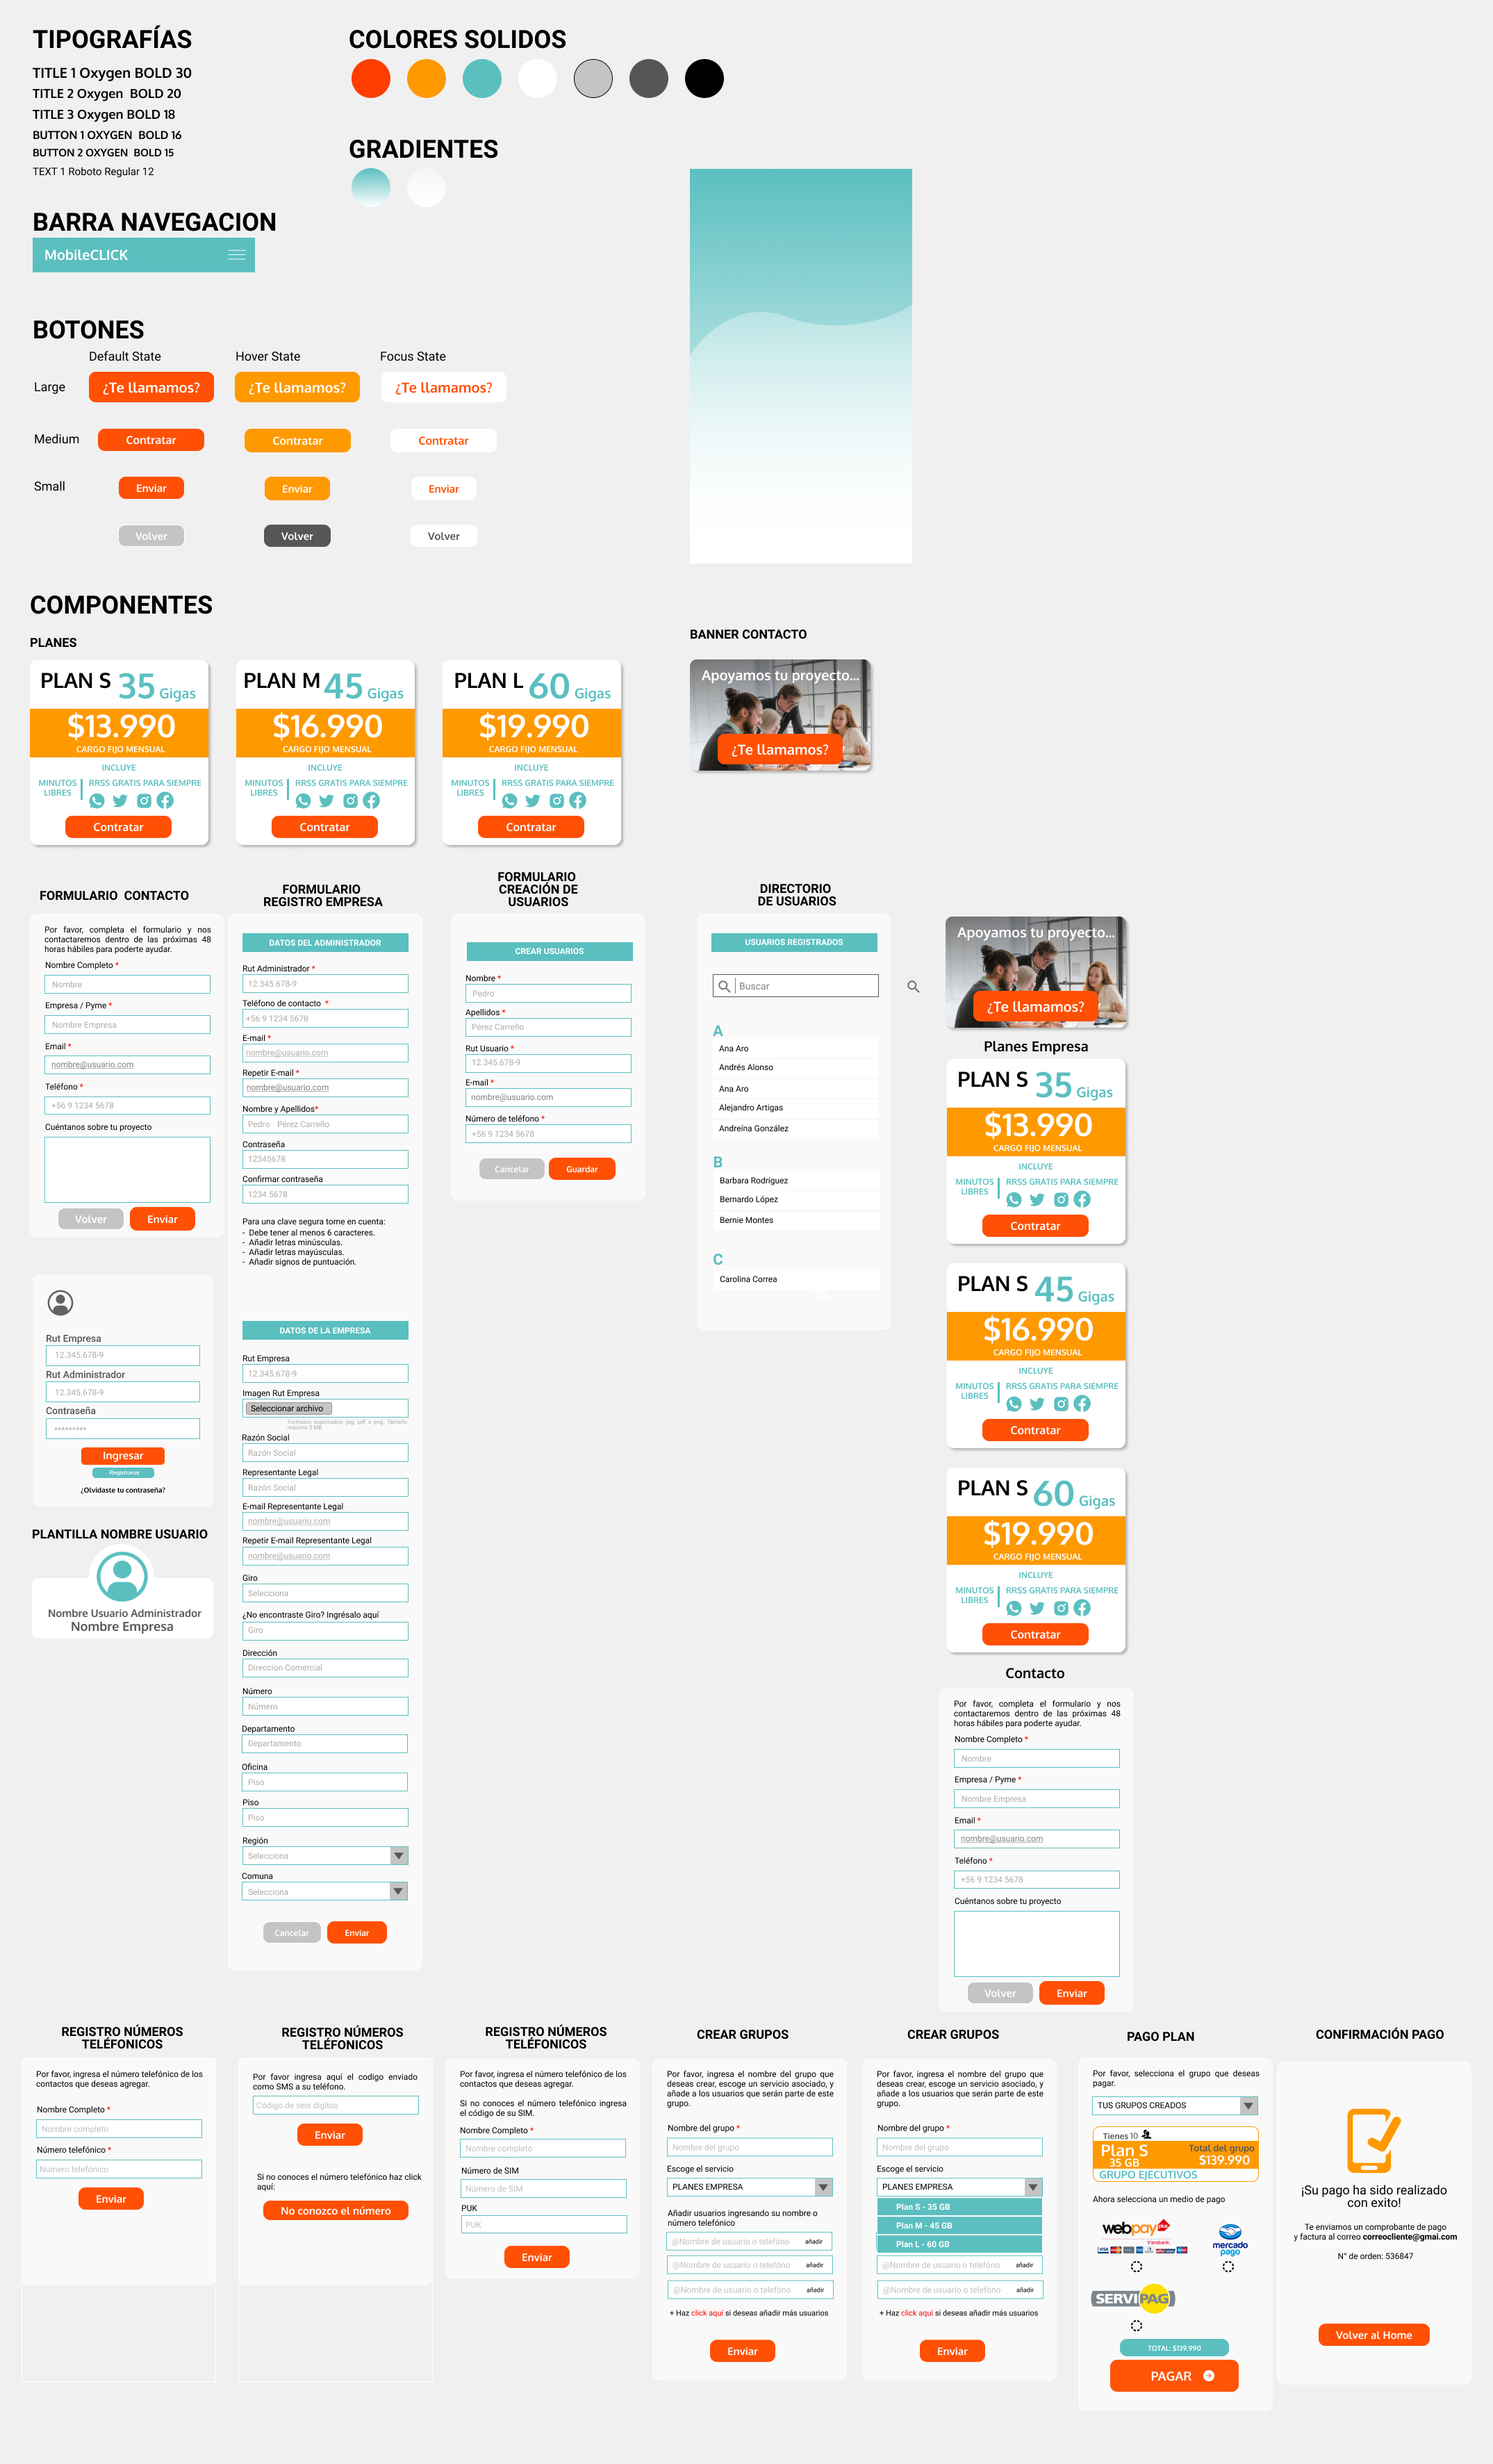 TIPOGRAFÍAS
TITLE 1 Oxygen BOLD 30
TITLE 2 Oxygen  BOLD 20
TITLE 3 Oxygen BOLD 18
BUTTON 1 OXYGEN  BOLD 16
BUTTON 2 OXYGEN  BOLD 15
TEXT 1 Roboto Regular 12
COLORES SOLIDOS
GRADIENTES
BARRA NAVEGACION
MobileCLICK
BOTONES
Default State
Hover State
Focus State
Large
¿Te llamamos?
¿Te llamamos?
¿Te llamamos?
Medium
Contratar
Contratar
Contratar
Small
Enviar
Enviar
Enviar
Volver
Volver
Volver
COMPONENTES
PLANES
PLAN S 35 Gigas
$13.990
CARGO FIJO MENSUAL
INCLUYE
MINUTOS
LIBRES
RRSS GRATIS PARA SIEMPRE
Contratar
PLAN M 45 Gigas
$16.990
CARGO FIJO MENSUAL
INCLUYE
MINUTOS
LIBRES
RRSS GRATIS PARA SIEMPRE
Contratar
PLAN L 60 Gigas
$19.990
CARGO FIJO MENSUAL
INCLUYE
MINUTOS
LIBRES
RRSS GRATIS PARA SIEMPRE
Contratar
BANNER CONTACTO
Apoyamos tu proyecto...
¿Te llamamos?
FORMULARIO  CONTACTO
Por favor, completa el formulario y nos
contactaremos dentro de las próximas 48
horas hábiles para poderte ayudar.
Nombre Completo *
Nombre
Empresa / Pyme *
Nombre Empresa
Email *
nombre@usuario.com
Teléfono *
+56 9 1234 5678
Cuéntanos sobre tu proyecto
Volver
Enviar
Rut Empresa
12.345.678-9
Rut Administrador
12.345.678-9
Contraseña
*********
Ingresar
Registrarse
¿Olvidaste tu contraseña?
PLANTILLA NOMBRE USUARIO
Nombre Usuario Administrador
Nombre Empresa
FORMULARIO
REGISTRO EMPRESA
DATOS DEL ADMINISTRADOR
Rut Administrador *
12.345.678-9
Teléfono de contacto  *
+56 9 1234 5678
E-mail *
nombre@usuario.com
Repetir E-mail *
nombre@usuario.com
Nombre y Apellidos*
Pedro   Pérez Carreño
Contraseña
12345678
Confirmar contraseña
1234 5678
Para una clave segura tome en cuenta:
- Debe tener al menos 6 caracteres.
- Añadir letras minúsculas.
- Añadir letras mayúsculas.
- Añadir signos de puntuación.
DATOS DE LA EMPRESA
Rut Empresa
12.345.678-9
Imagen Rut Empresa
Seleccionar archivo
Formatos soportados: jpg, pdf o png. Tamaño
máximo 5 MB
Razón Social
Razón Social
Representante Legal
Razón Social
E-mail Representante Legal
nombre@usuario.com
Repetir E-mail Representante Legal
nombre@usuario.com
Giro
Selecciona
¿No encontraste Giro? Ingrésalo aquí
Giro
Dirección
Direccion Comercial
Número
Número
Departamento
Departamento
Oficina
Piso
Piso
Piso
Región
Selecciona
Comuna
Selecciona
Cancelar
Enviar
FORMULARIO
CREACIÓN DE
USUARIOS
CREAR USUARIOS
Nombre *
Pedro
Apellidos *
Pérez Carreño
Rut Usuario *
12.345.678-9
E-mail *
nombre@usuario.com
Número de teléfono *
+56 9 1234 5678
Cancelar
Guardar
DIRECTORIO
DE USUARIOS
USUARIOS REGISTRADOS
Buscar
A
Ana Aro
Andrés Alonso
Ana Aro
Alejandro Artigas
Andreína González
B
Barbara Rodríguez
Bernardo López
Bernie Montes
C
Carolina Correa
Apoyamos tu proyecto...
¿Te llamamos?
Planes Empresa
PLAN S 35 Gigas
$13.990
CARGO FIJO MENSUAL
INCLUYE
MINUTOS
LIBRES
RRSS GRATIS PARA SIEMPRE
Contratar
PLAN S 45 Gigas
$16.990
CARGO FIJO MENSUAL
INCLUYE
MINUTOS
LIBRES
RRSS GRATIS PARA SIEMPRE
Contratar
PLAN S 60 Gigas
$19.990
CARGO FIJO MENSUAL
INCLUYE
MINUTOS
LIBRES
RRSS GRATIS PARA SIEMPRE
Contratar
Contacto
Por favor, completa el formulario y nos
contactaremos dentro de las próximas 48
horas hábiles para poderte ayudar.
Nombre Completo *
Nombre
Empresa / Pyme *
Nombre Empresa
Email *
nombre@usuario.com
Teléfono *
+56 9 1234 5678
Cuéntanos sobre tu proyecto
Volver
Enviar
REGISTRO NÚMEROS
TELÉFONICOS
Por favor, ingresa el número telefónico de los
contactos que deseas agregar.
Nombre Completo *
Nombre completo
Número telefónico *
Número telefónico
Enviar
REGISTRO NÚMEROS
TELÉFONICOS
Por favor ingresa aquí el codigo enviado
como SMS a su teléfono.
Código de seis dígitos
Enviar
Si no conoces el número telefónico haz click
aquí:
No conozco el número
REGISTRO NÚMEROS
TELÉFONICOS
Por favor, ingresa el número telefónico de los
contactos que deseas agregar.
Si no conoces el número telefónico ingresa
el código de su SIM.
Nombre Completo *
Nombre completo
Número de SIM
Número de SIM
PUK
PUK
Enviar
CREAR GRUPOS
Por favor, ingresa el nombre del grupo que
deseas crear, escoge un servicio asociado, y
añade a los usuarios que serán parte de este
grupo.
Nombre del grupo *
Nombre del grupo
Escoge el servicio
PLANES EMPRESA
Añadir usuarios ingresando su nombre o
número telefónico
@Nombre de usuario o telefóno
añadir
@Nombre de usuario o telefóno
añadir
@Nombre de usuario o telefóno
añadir
+ Haz click aquí si deseas añadir más usuarios
Enviar
CREAR GRUPOS
Por favor, ingresa el nombre del grupo que
deseas crear, escoge un servicio asociado, y
añade a los usuarios que serán parte de este
grupo.
Nombre del grupo *
Nombre del grupo
Escoge el servicio
PLANES EMPRESA
Plan S - 35 GB
Plan M - 45 GB
Plan L - 60 GB
@Nombre de usuario o telefóno
añadir
@Nombre de usuario o telefóno
añadir
+ Haz click aquí si deseas añadir más usuarios
Enviar
PAGO PLAN
Por favor, selecciona el grupo que deseas
pagar.
TUS GRUPOS CREADOS
Tienes 10
Plan S
35 GB
Total del grupo
$139.990
GRUPO EJECUTIVOS
Ahora selecciona un medio de pago
webpay
transbank
mercado
pago
SERVIPAG
TOTAL: $139.990
PAGAR
CONFIRMACIÓN PAGO
¡Su pago ha sido realizado
con exito!
Te enviamos un comprobante de pago
y factura al correo correocliente@gmai.com
N° de orden: 536847
Volver al Home